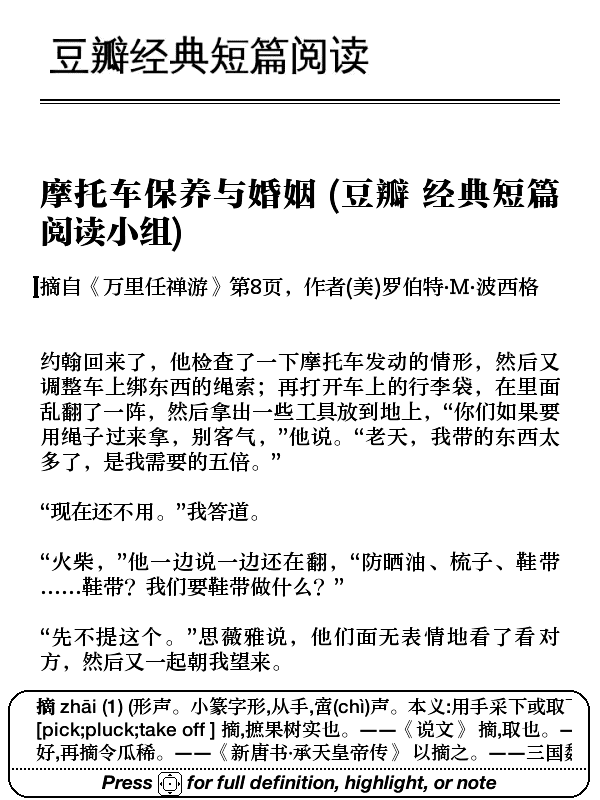 豆瓣经典短篇阅读
摩托车保养与婚姻 (豆瓣 经典短篇
阅读小组)
摘自《万里任禅游》第8页，作者(美)罗伯特·M·波西格
约翰回来了，他检查了一下摩托车发动的情形，然后又
调整车上绑东西的绳索；再打开车上的行李袋，在里面
乱翻了一阵，然后拿出一些工具放到地上，“你们如果要
用绳子过来拿，别客气，”他说。“老天，我带的东西太
多了，是我需要的五倍。”
“现在还不用。”我答道。
“火柴，”他一边说一边还在翻，“防晒油、梳子、鞋带
……鞋带？我们要鞋带做什么？”
“先不提这个。”思薇雅说，他们面无表情地看了看对
方，然后又一起朝我望来。
摘 zhāi (1) (形声。小篆字形,从手,啻(chì)声。本义:用手采下或取下)
[pick;pluck;take off ] 摘,摭果树实也。——《说文》 摘,取也。—
好,再摘令瓜稀。——《新唐书·承天皇帝传》 以摘之。——三国魏
Press for full definition, highlight, or note